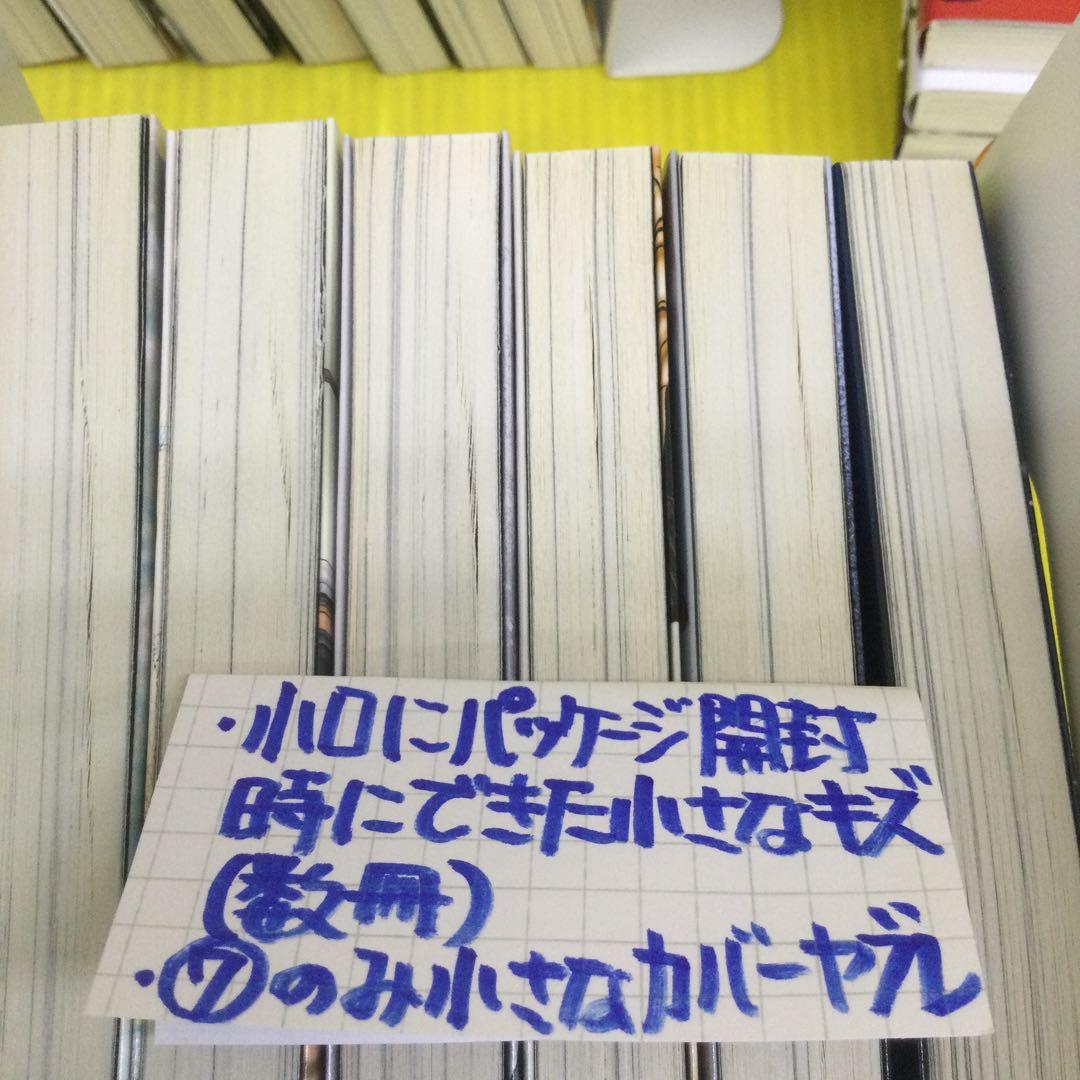 ・小口にパッケージ開封
時にできた小さなキズ
(数冊)
・⑦のみ小さなカバーヤブレ